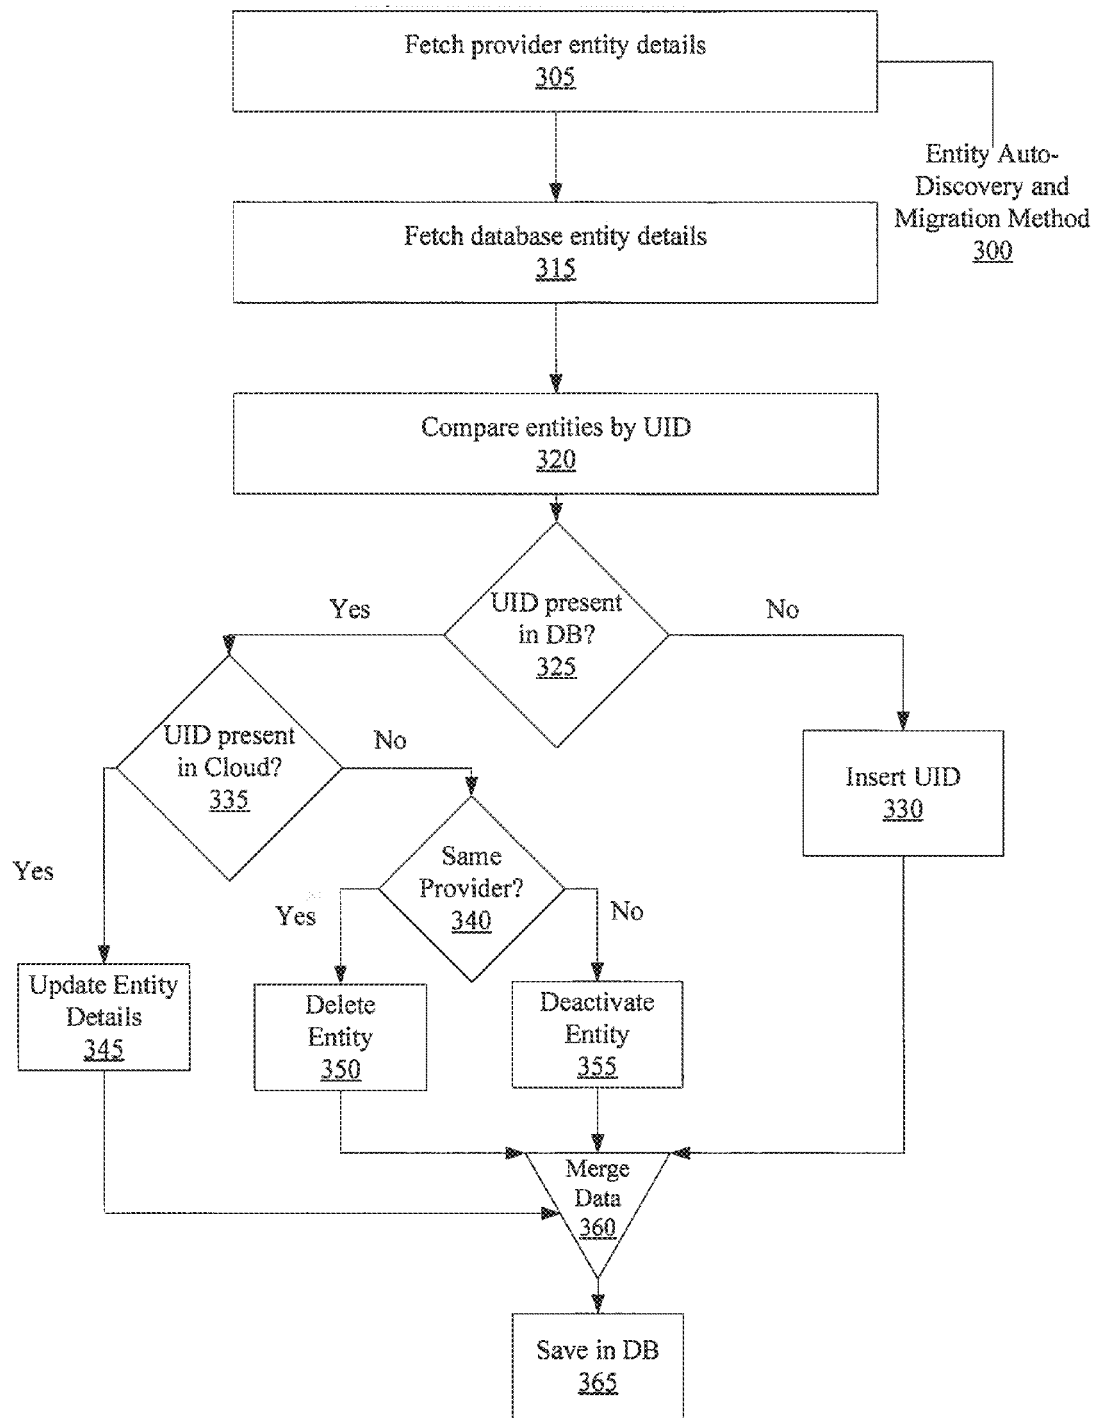 Fetch provider entity details
305
Entity Auto-
Discovery and
Migration Method
300
Fetch database entity details
315
Compare entities by UID
320
UID present
in DB?
325
Yes
No
UID present
in Cloud?
335
No
Insert UID
330
Yes
Same
Provider?
340
Yes
No
Update Entity
Details
345
Delete
Entity
350
Deactivate
Entity
355
Merge
Data
360
Save in DB
365